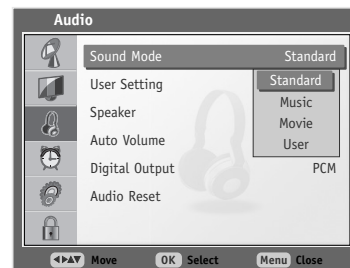 Audio
Sound Mode Standard
User Setting Standard
Music
Speaker Movie
Auto Volume User
Digital Output PCM
Audio Reset
Move OK Select Menu Close